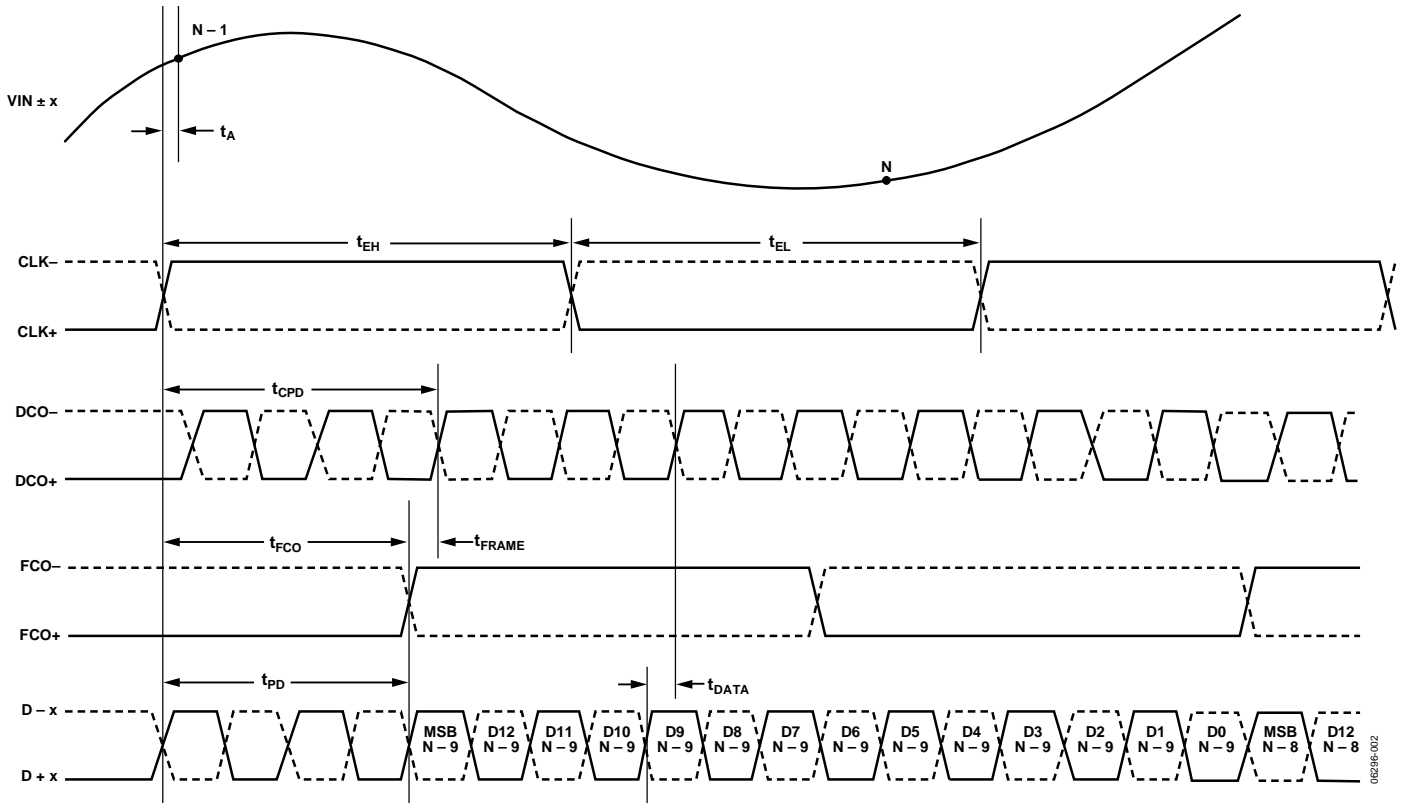 N – 1
VIN ± x
tA
N
tEH
tEL
CLK–
CLK+
tCPD
DCO–
DCO+
tFCO
tFRAME
FCO–
FCO+
tPD
tDATA
D – x
MSB D12 D11 D10 D9 D8 D7 D6 D5 D4 D3 D2 D1 D0 MSB D12
N – 9 N – 9 N – 9 N – 9 N – 9 N – 9 N – 9 N – 9 N – 9 N – 9 N – 9 N – 9 N – 9 N – 9 N – 8 N – 8
D + x
06296-002